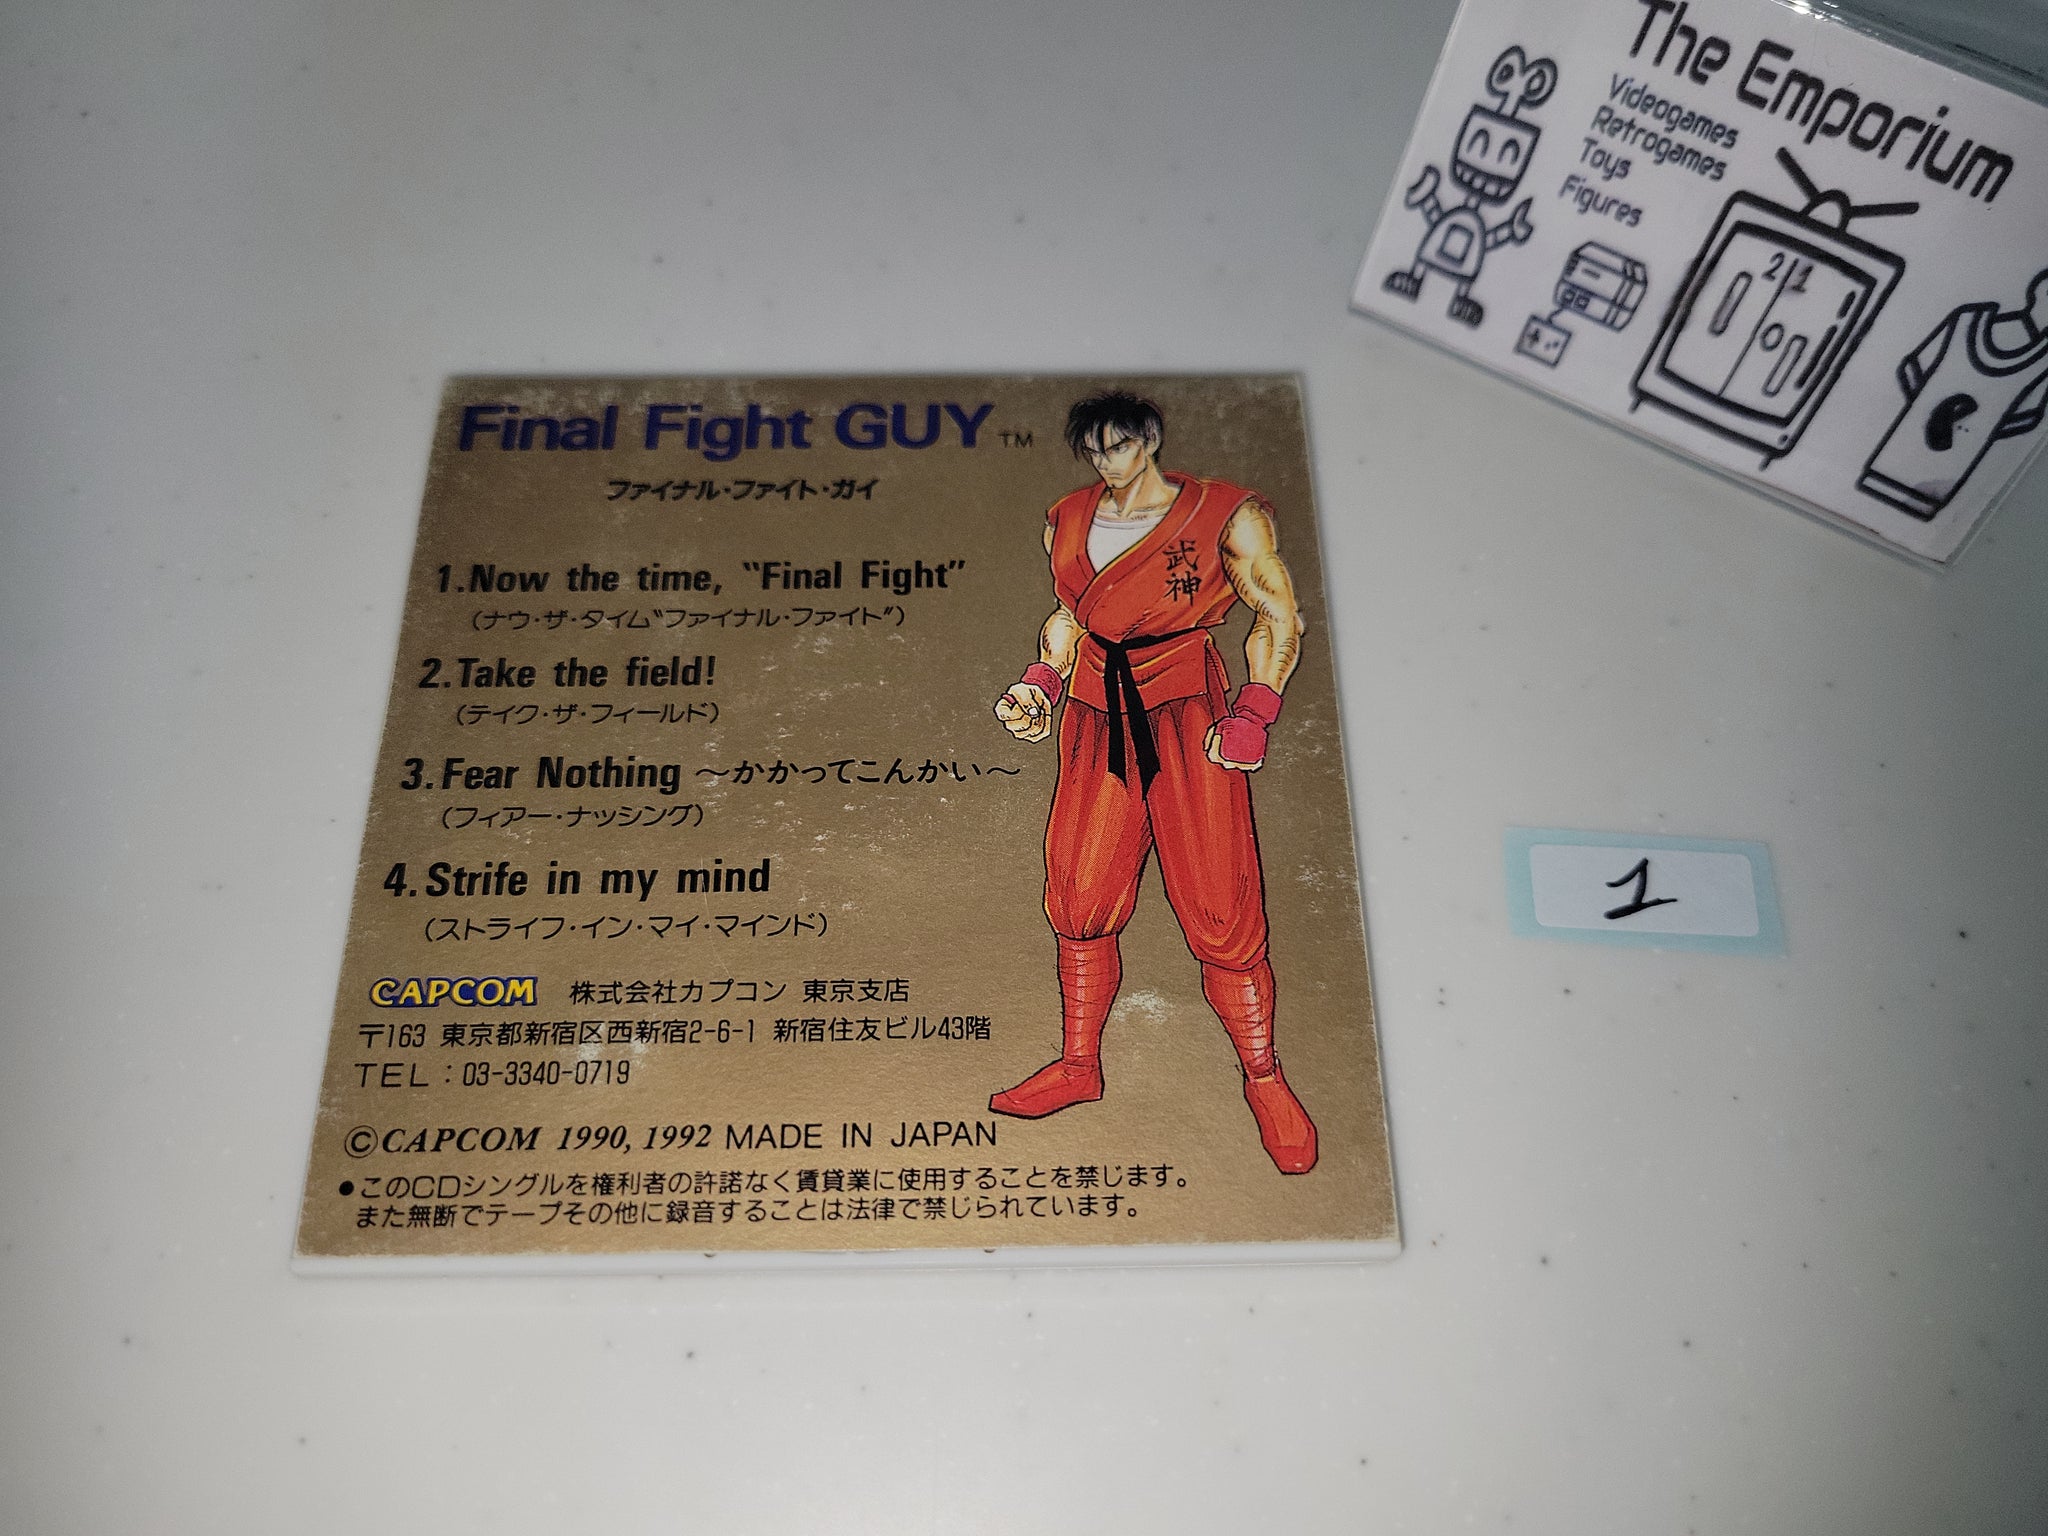 The Emporium
Videogames
Retrogames
Toys
Figures
21
Final Fight GUY TM
ファイナル・ファイト・ガイ
1.Now the time, “Final Fight”
(ナウ・ザ・タイム“ファイナル・ファイト”)
2.Take the field!
(テイク・ザ・フィールド)
3.Fear Nothing 〜かかってこんかい〜
(フィアー・ナッシング)
4.Strife in my mind
(ストライフ・イン・マイ・マインド)
武
神
CAPCOM 株式会社カプコン 東京支店
〒163 東京都新宿区西新宿2-6-1 新宿住友ビル43階
TEL：03-3340-0719
©CAPCOM 1990, 1992 MADE IN JAPAN
●このCDシングルを権利者の許諾なく賃貸業に使用することを禁じます。
また無断でテープその他に録音することは法律で禁じられています。
1